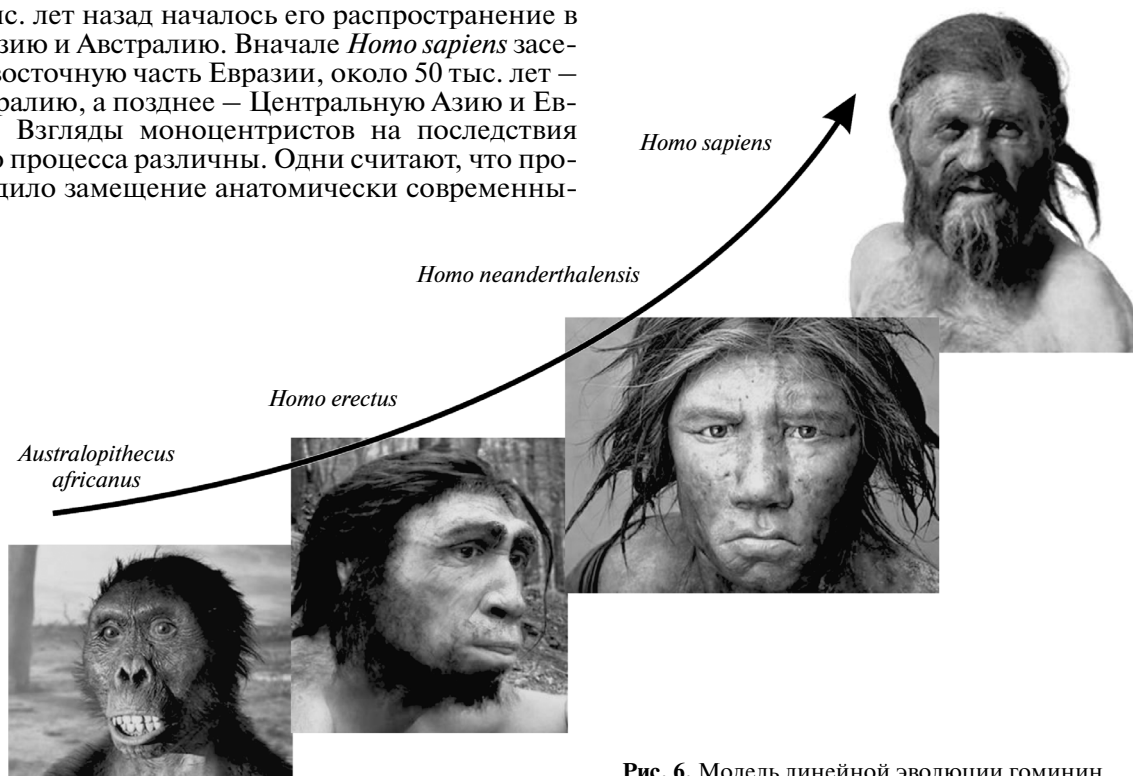 ис. лет назад началось его распространение в
зию и Австралию. Вначале Homo sapiens засе-
восточную часть Евразии, около 50 тыс. лет –
ралию, а позднее – Центральную Азию и Ев-
Взгляды моноцентристов на последствия
о процесса различны. Одни считают, что про-
дило замещение анатомически современны-
Homo sapiens
Homo neanderthalensis
Homo erectus
Australopithecus
africanus
Рис. 6. Модель линейной эволюции гоминин